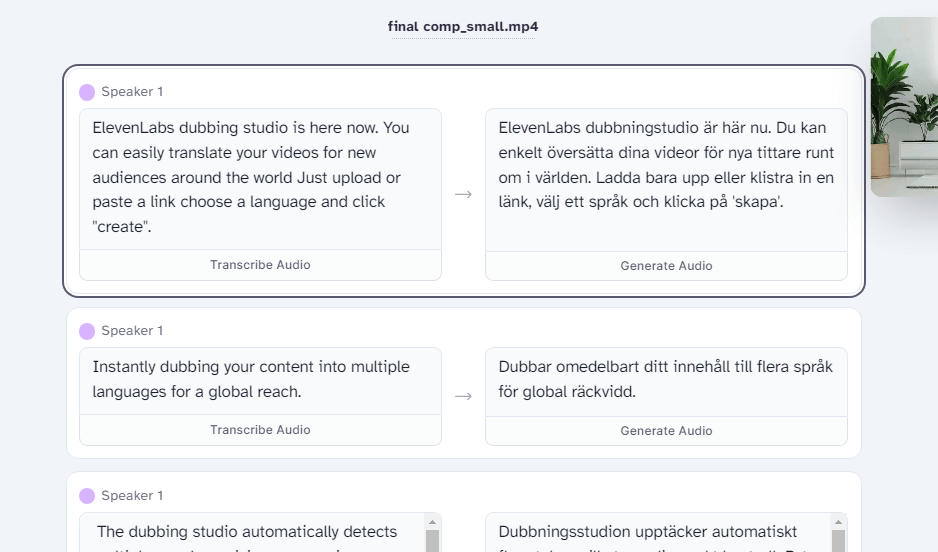 final comp_small.mp4
Speaker 1
ElevenLabs dubbing studio is here now. You
can easily translate your videos for new
audiences around the world Just upload or
paste a link choose a language and click
"create".
Transcribe Audio
ElevenLabs dubbningstudio är här nu. Du kan
enkelt översätta dina videor för nya tittare runt
om i världen. Ladda bara upp eller klistra in en
länk, välj ett språk och klicka på 'skapa'.
Generate Audio
Speaker 1
Instantly dubbing your content into multiple
languages for a global reach.
Transcribe Audio
Dubbar omedelbart ditt innehåll till flera språk
för global räckvidd.
Generate Audio
Speaker 1
The dubbing studio automatically detects
Dubbningsstudion upptäcker automatiskt